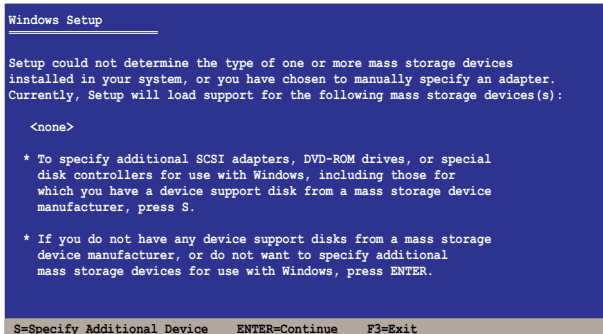 Windows Setup
Setup could not determine the type of one or more mass storage devices
installed in your system, or you have chosen to manually specify an adapter.
Currently, Setup will load support for the following mass storage devices(s):
<none>
* To specify additional SCSI adapters, DVD-ROM drives, or special
disk controllers for use with Windows, including those for
which you have a device support disk from a mass storage device
manufacturer, press S.
* If you do not have any device support disks from a mass storage
device manufacturer, or do not want to specify additional
mass storage devices for use with Windows, press ENTER.
S=Specify Additional Device ENTER=Continue F3=Exit